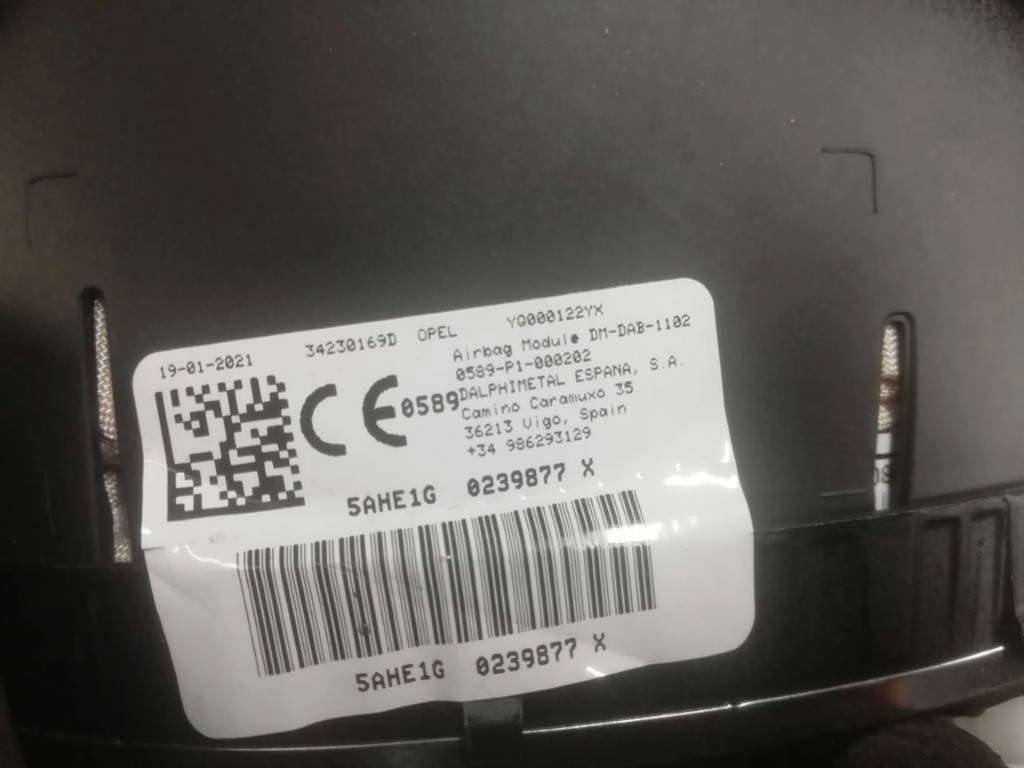 19-01-2021 34230169D OPEL YQ000122YX
CE 0589
Airbag Module DM-DAB-1102
0589-P1-000202
DALPHIMETAL ESPANA, S.A.
Camino Caramuxo 35
36213 Vigo, Spain
+34 986293129
5AHE1G 0239877 X
5AHE1G 0239877 X